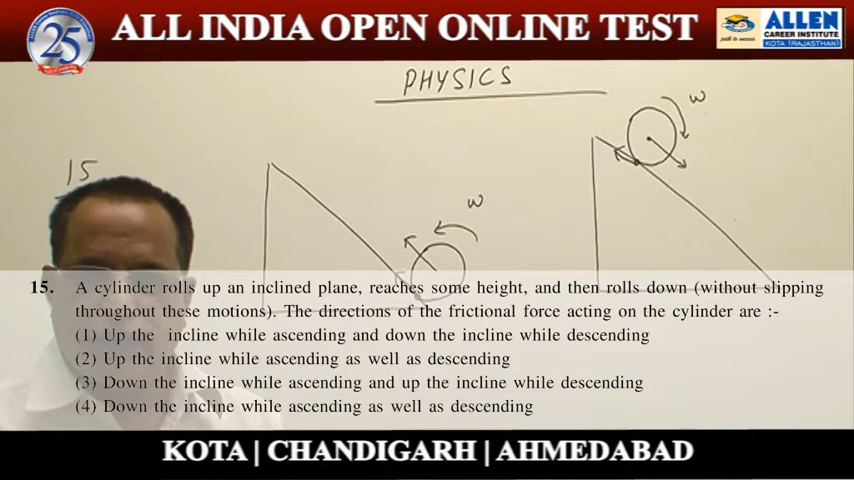 25
ALL INDIA OPEN ONLINE TEST
ALLEN
CAREER INSTITUTE
KOTA (RAJASTHAN)
path to success
PHYSICS
15
ω
ω
15. A cylinder rolls up an inclined plane, reaches some height, and then rolls down (without slipping
throughout these motions). The directions of the frictional force acting on the cylinder are :-
(1) Up the incline while ascending and down the incline while descending
(2) Up the incline while ascending as well as descending
(3) Down the incline while ascending and up the incline while descending
(4) Down the incline while ascending as well as descending
KOTA | CHANDIGARH | AHMEDABAD